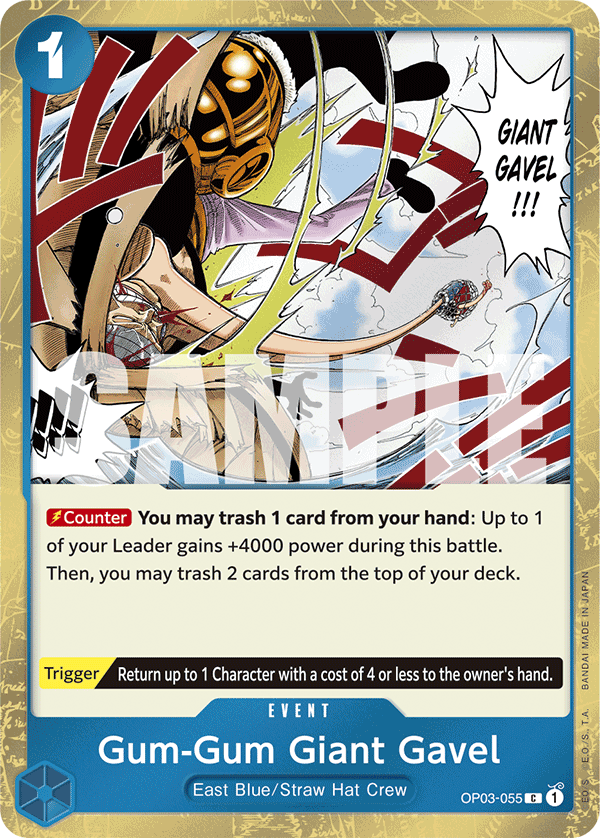 1
GIANT
GAVEL
!!!
SAMPLE
Counter You may trash 1 card from your hand: Up to 1
of your Leader gains +4000 power during this battle.
Then, you may trash 2 cards from the top of your deck.
Trigger Return up to 1 Character with a cost of 4 or less to the owner's hand.
EVENT
Gum-Gum Giant Gavel
East Blue/Straw Hat Crew
OP03-055 C 1
©E.O./S., T.A. BANDAI MADE IN JAPAN